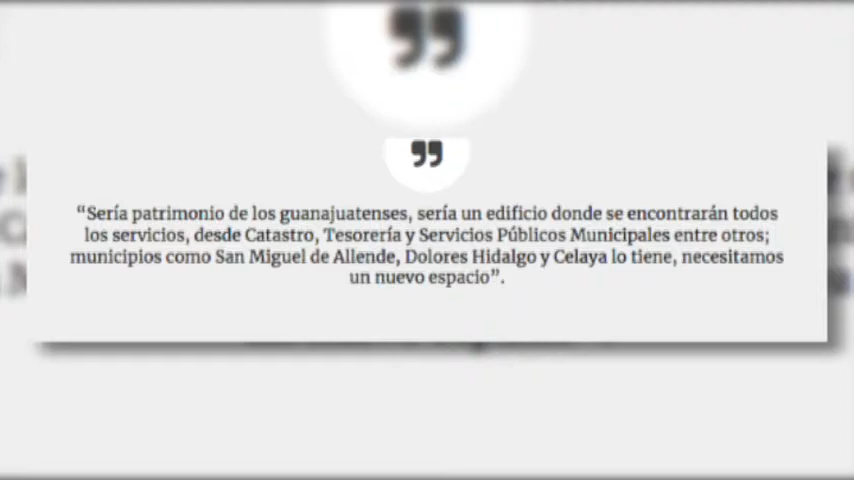 “Sería patrimonio de los guanajuatenses, sería un edificio donde se encontrarán todos
los servicios, desde Catastro, Tesorería y Servicios Públicos Municipales entre otros;
municipios como San Miguel de Allende, Dolores Hidalgo y Celaya lo tiene, necesitamos
un nuevo espacio”.